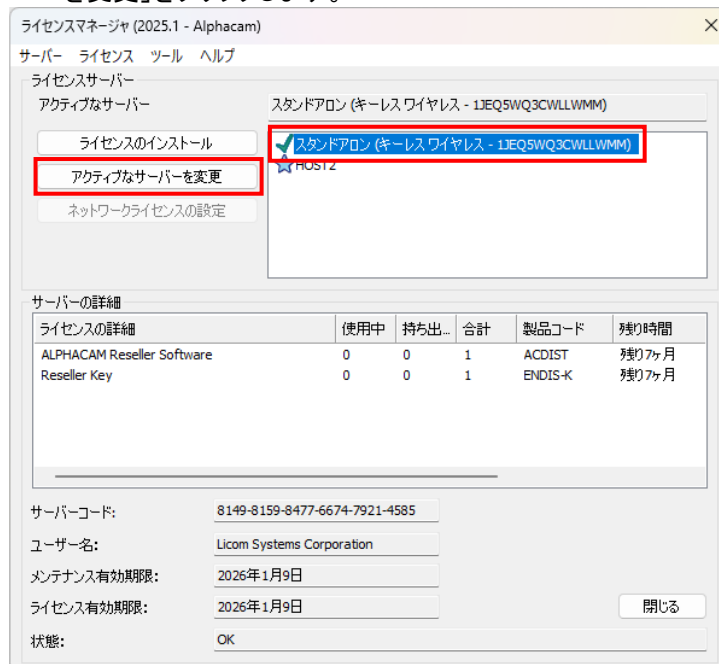 を変更」をクリックします。
ライセンスマネージャ (2025.1 - Alphacam)
サーバー ライセンス ツール ヘルプ
ライセンスサーバー
アクティブなサーバー スタンドアロン (キーレス ワイヤレス - 1JEQ5WQ3CWLLWMM)
ライセンスのインストール
スタンドアロン (キーレス ワイヤレス - 1JEQ5WQ3CWLLWMM)
HOST2
アクティブなサーバーを変更
ネットワークライセンスの設定
サーバーの詳細
ライセンスの詳細 使用中 持ち出... 合計 製品コード 残り時間
ALPHACAM Reseller Software 0 0 1 ACDIST 残り7ヶ月
Reseller Key 0 0 1 ENDIS-K 残り7ヶ月
サーバーコード: 8149-8159-8477-6674-7921-4585
ユーザー名: Licom Systems Corporation
メンテナンス有効期限: 2026年1月9日
ライセンス有効期限: 2026年1月9日
閉じる
状態: OK